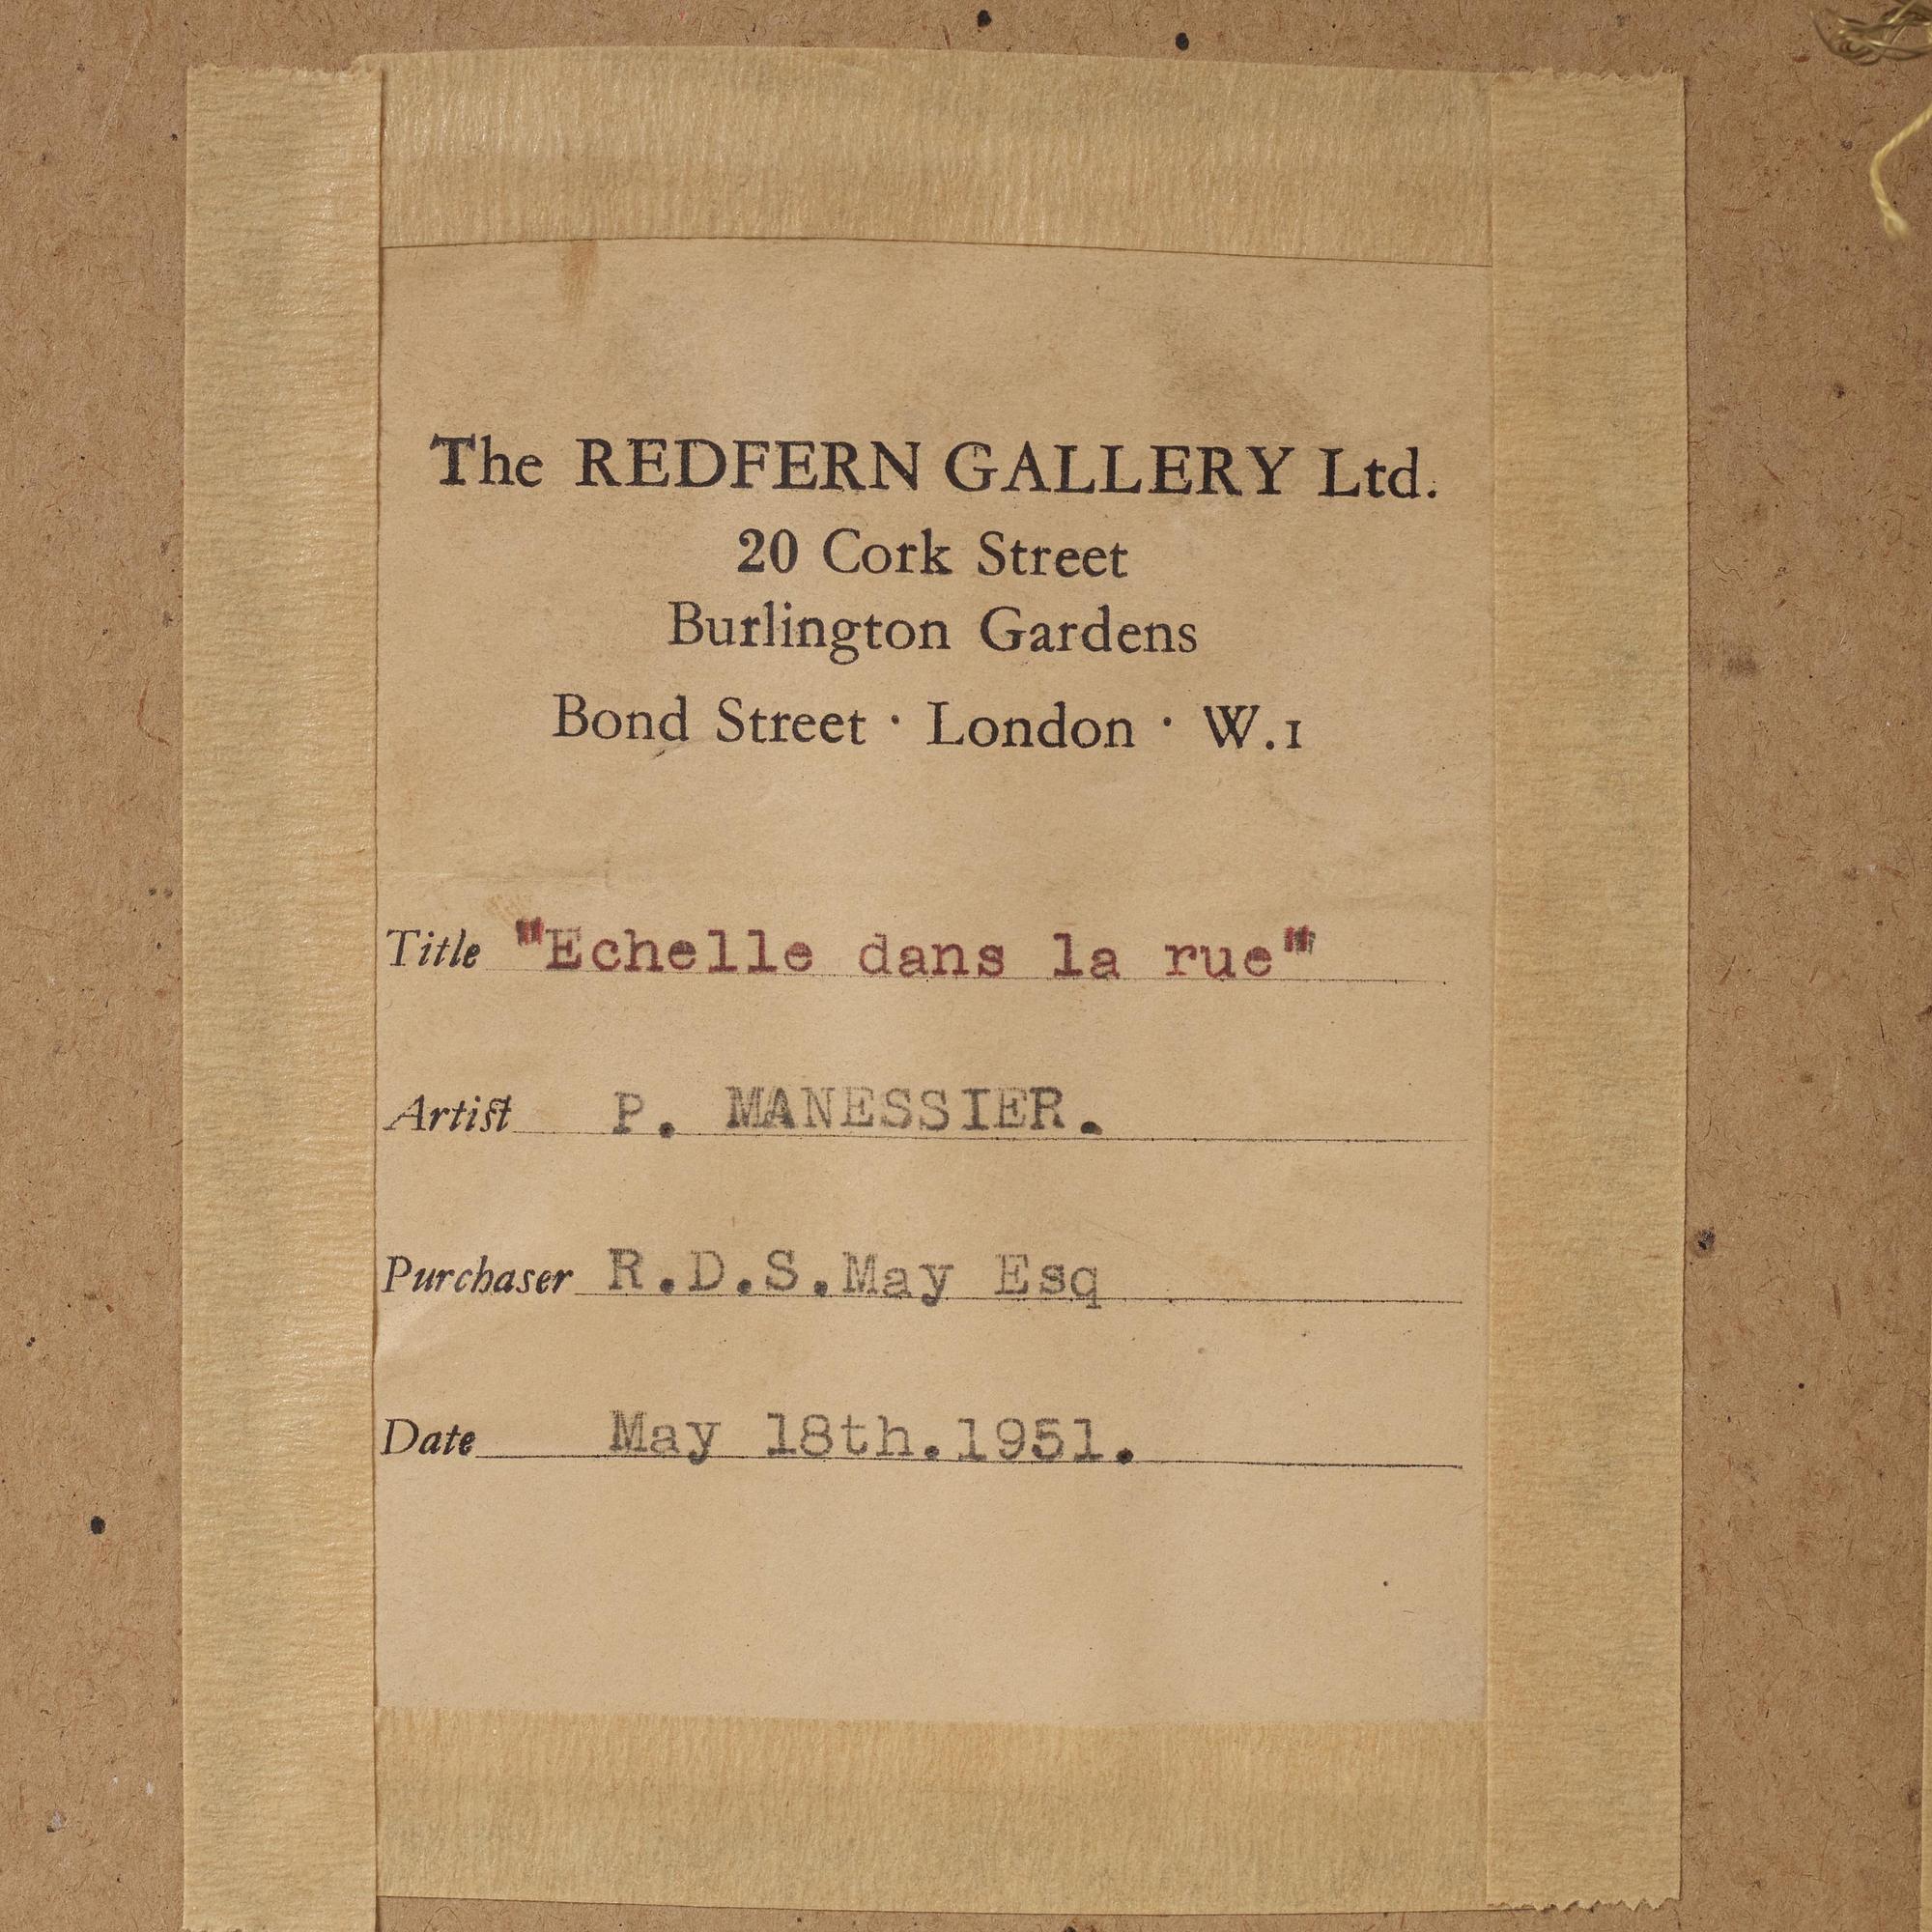 The REDFERN GALLERY Ltd.
20 Cork Street
Burlington Gardens
Bond Street · London · W.1
Title "Echelle dans la rue"
Artist P. MANESSIER.
Purchaser R.D.S.May Esq
Date May 18th.1951.